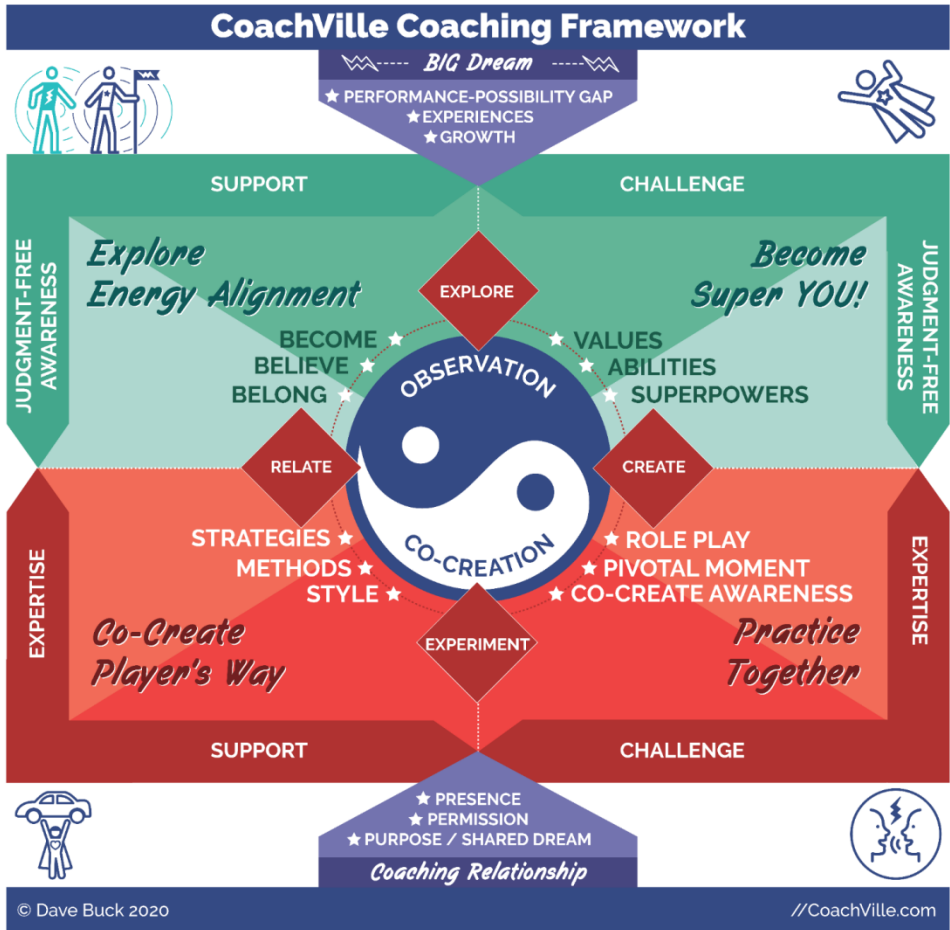 CoachVille Coaching Framework
BIG Dream
PERFORMANCE-POSSIBILITY GAP
EXPERIENCES
GROWTH
SUPPORT
CHALLENGE
JUDGMENT-FREE
AWARENESS
Explore
Energy Alignment
Become
Super YOU!
JUDGMENT-FREE
AWARENESS
EXPLORE
BECOME
BELIEVE
BELONG
VALUES
ABILITIES
SUPERPOWERS
OBSERVATION
RELATE
CREATE
CO-CREATION
STRATEGIES
METHODS
STYLE
ROLE PLAY
PIVOTAL MOMENT
CO-CREATE AWARENESS
EXPERTISE
EXPERTISE
Co-Create
Player's Way
EXPERIMENT
Practice
Together
SUPPORT
CHALLENGE
PRESENCE
PERMISSION
PURPOSE / SHARED DREAM
Coaching Relationship
© Dave Buck 2020
//CoachVille.com